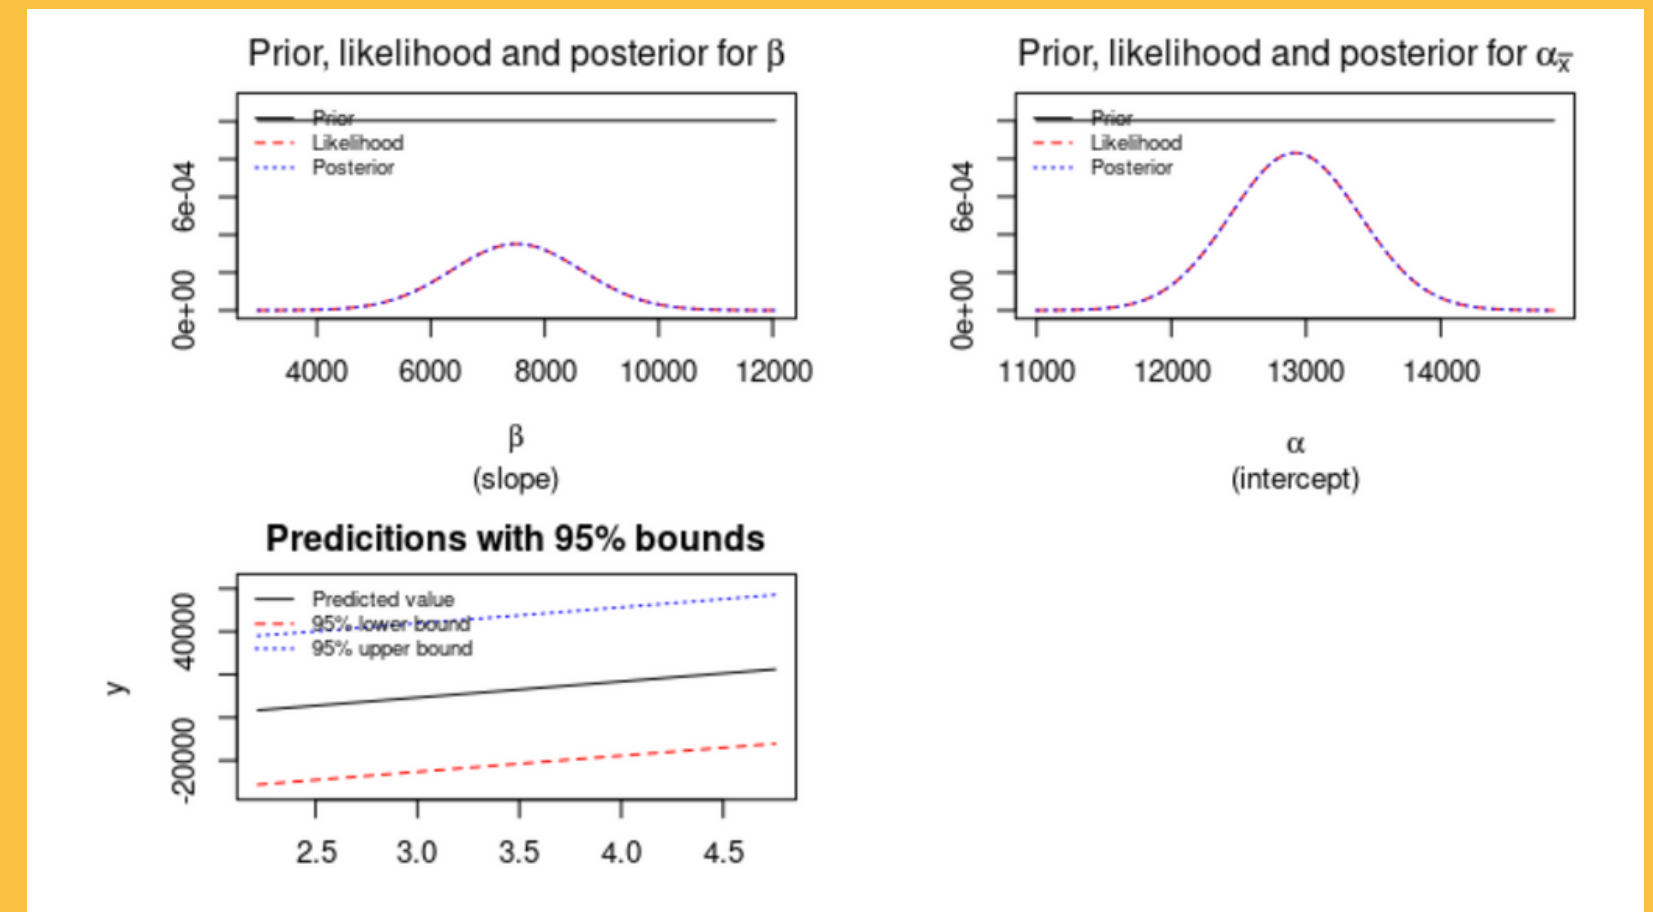 Prior, likelihood and posterior for β
Prior
Likelihood
Posterior
6e-04
0e+00
4000 6000 8000 10000 12000
β
(slope)
Prior, likelihood and posterior for αx̅
Prior
Likelihood
Posterior
6e-04
0e+00
11000 12000 13000 14000
α
(intercept)
Predicitions with 95% bounds
Predicted value
95% lower bound
95% upper bound
40000
-20000
y
2.5 3.0 3.5 4.0 4.5